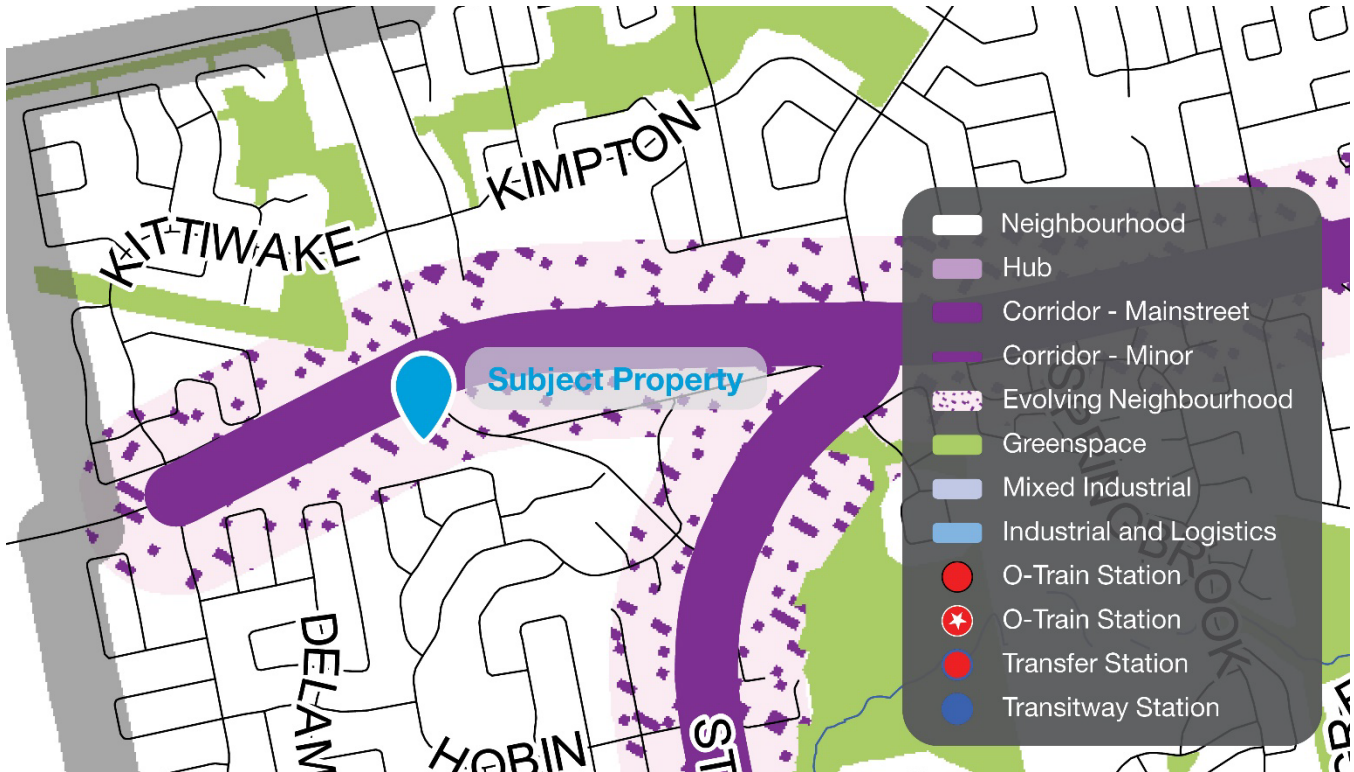 KIMPTON
KITTIWAKE
Subject Property
DELAM
HOBIN
ST
Neighbourhood
Hub
Corridor - Mainstreet
Corridor - Minor
Evolving Neighbourhood
Greenspace
Mixed Industrial
Industrial and Logistics
O-Train Station
O-Train Station
Transfer Station
Transitway Station
SPRINGBROOK